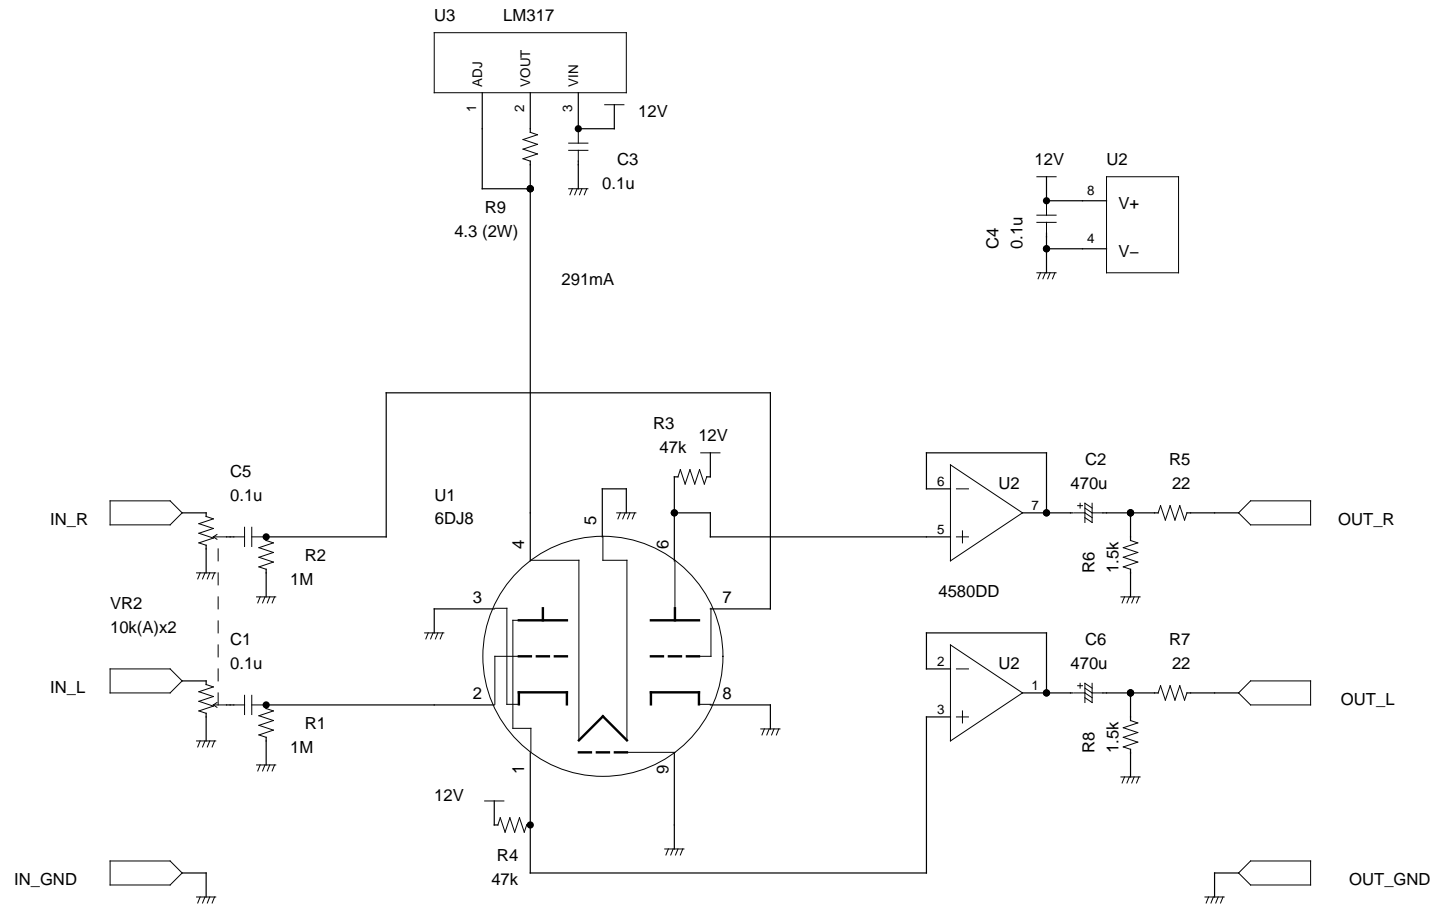 U3 LM317
ADJ
VOUT
VIN
1
2
3
12V
C3
0.1u
R9
4.3 (2W)
291mA
12V
U2
8
V+
4
V−
C4
0.1u
R3
47k
12V
C5
0.1u
IN_R
R2
1M
VR2
10k(A)x2
C1
0.1u
IN_L
R1
1M
U1
6DJ8
4
5
6
3
7
2
8
1
9
12V
R4
47k
6
−
5
+
U2
7
4580DD
C2
470u
+
R5
22
R6
1.5k
OUT_R
2
−
3
+
U2
1
C6
470u
+
R7
22
R8
1.5k
OUT_L
IN_GND
OUT_GND